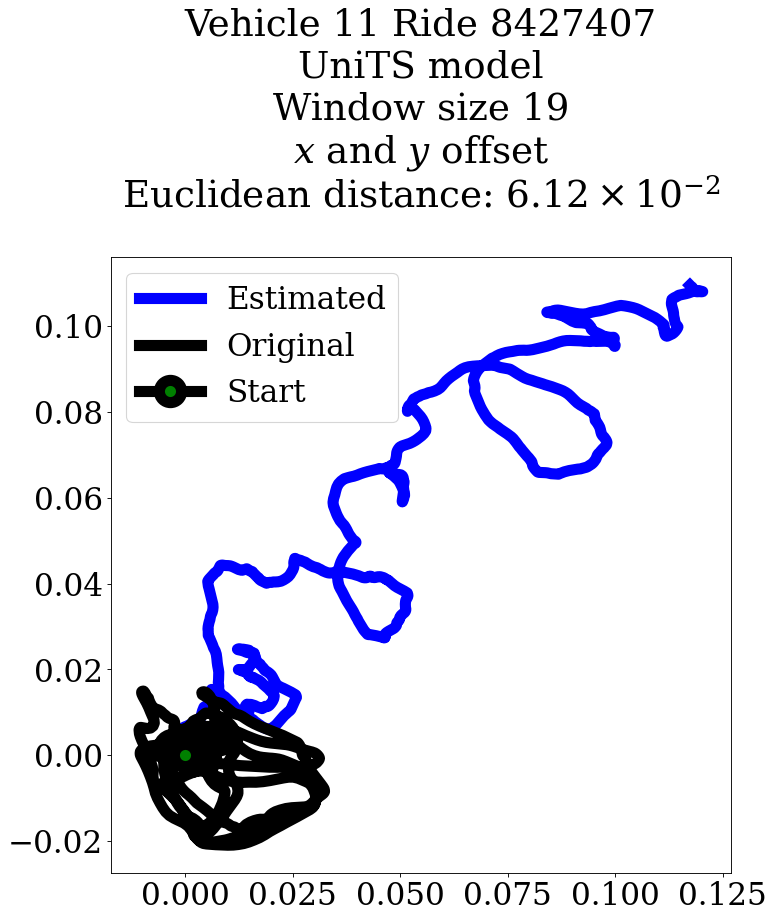 Vehicle 11 Ride 8427407
UniTS model
Window size 19
x and y offset
Euclidean distance: 6.12 × 10⁻²
Estimated
Original
Start
0.10
0.08
0.06
0.04
0.02
0.00
−0.02
0.000 0.025 0.050 0.075 0.100 0.125